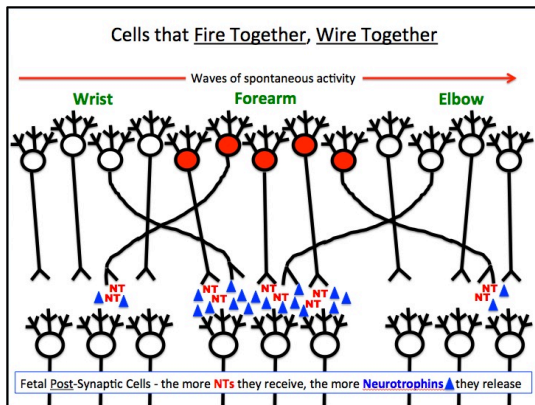 Cells that Fire Together, Wire Together
Waves of spontaneous activity
Wrist Forearm Elbow
NT NT NT NT NT
NT NT NT NT NT NT
Fetal Post-Synaptic Cells - the more NTs they receive, the more Neurotrophins they release